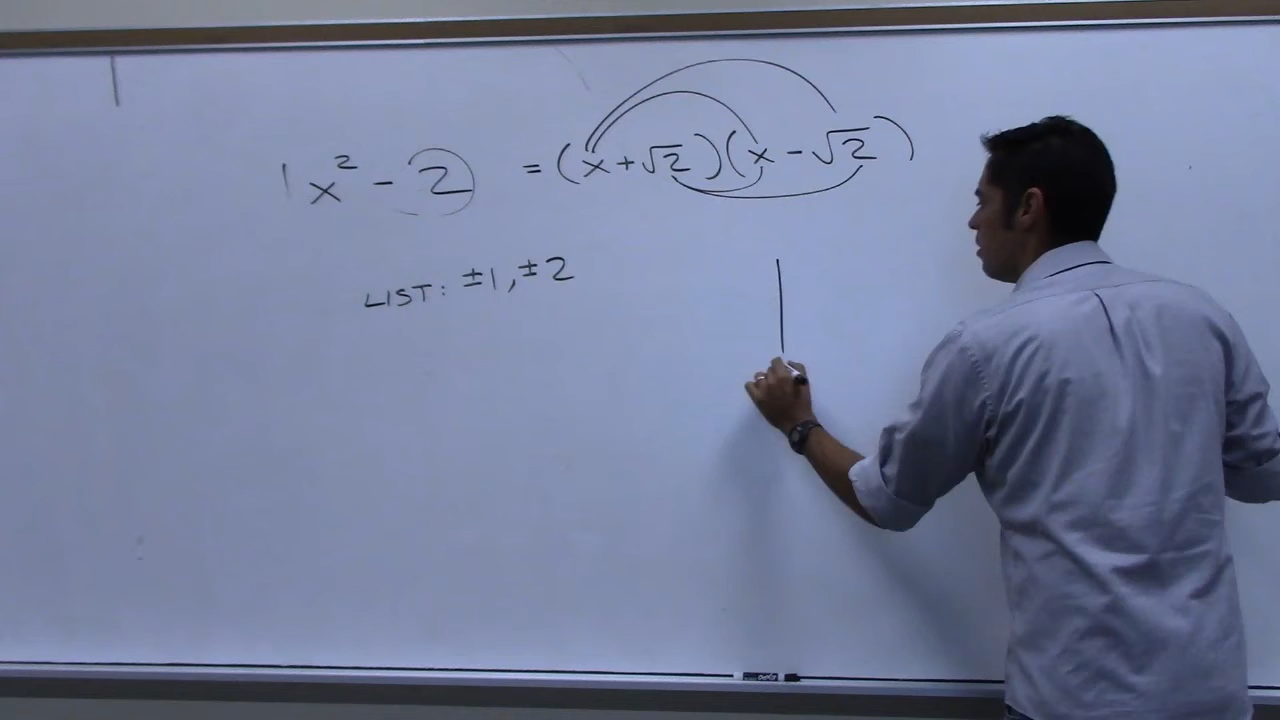 1x² - 2 = (x + √2)(x - √2)
LIST: ±1, ±2